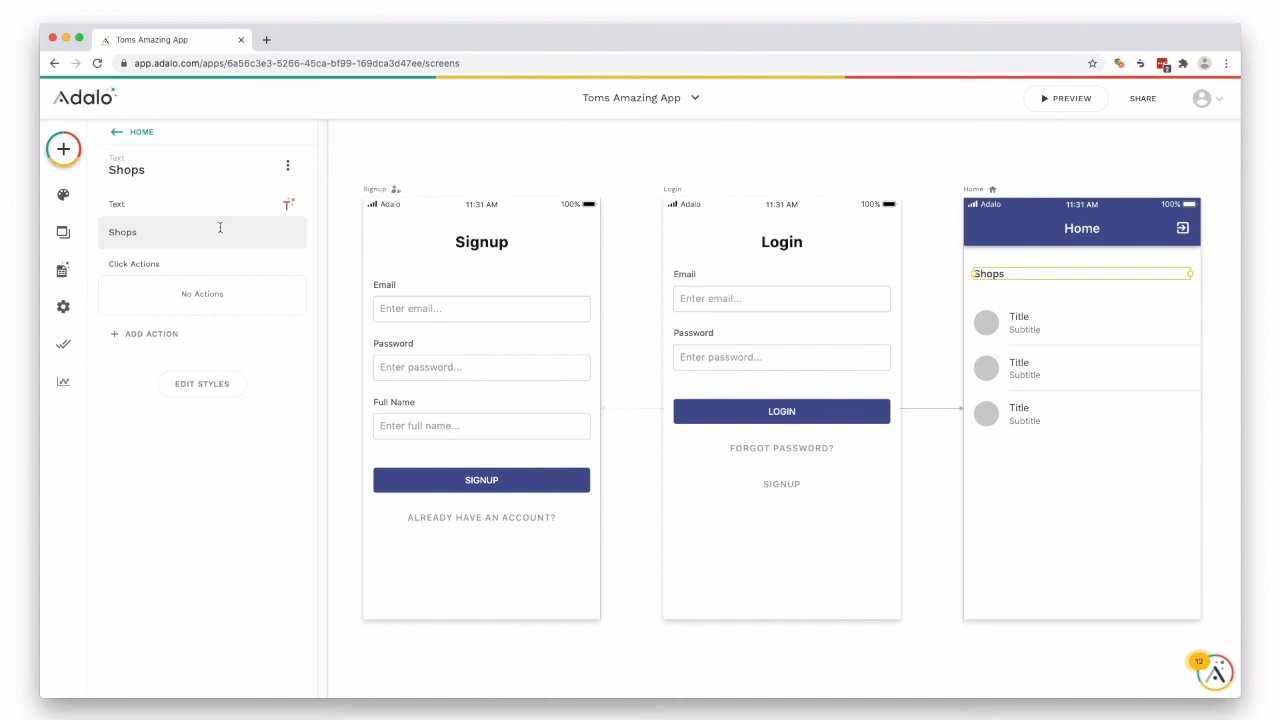 Toms Amazing App
app.adalo.com/apps/6a56c3e3-5266-45ca-bf99-169dca3d47ee/screens
2
Adalo
Toms Amazing App
PREVIEW
SHARE
HOME
Text
Shops
Text
Shops
Click Actions
No Actions
ADD ACTION
EDIT STYLES
Signup
Adalo 11:31 AM 100%
Signup
Email
Enter email...
Password
Enter password...
Full Name
Enter full name...
SIGNUP
ALREADY HAVE AN ACCOUNT?
Login
Adalo 11:31 AM 100%
Login
Email
Enter email...
Password
Enter password...
LOGIN
FORGOT PASSWORD?
SIGNUP
Home
Adalo 11:31 AM 100%
Home
Shops
Title
Subtitle
Title
Subtitle
Title
Subtitle
12